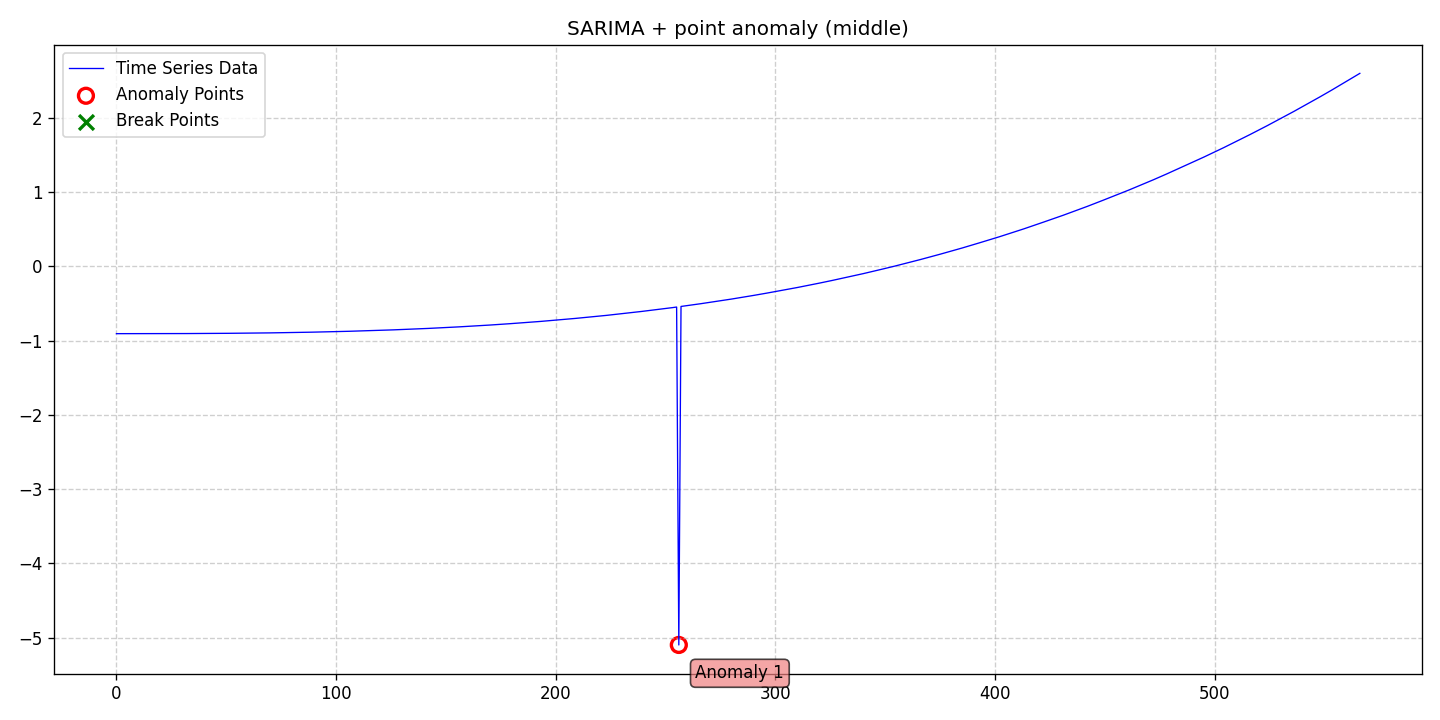 SARIMA + point anomaly (middle)
Time Series Data
Anomaly Points
Break Points
2
1
0
−1
−2
−3
−4
−5
Anomaly 1
0
100
200
300
400
500